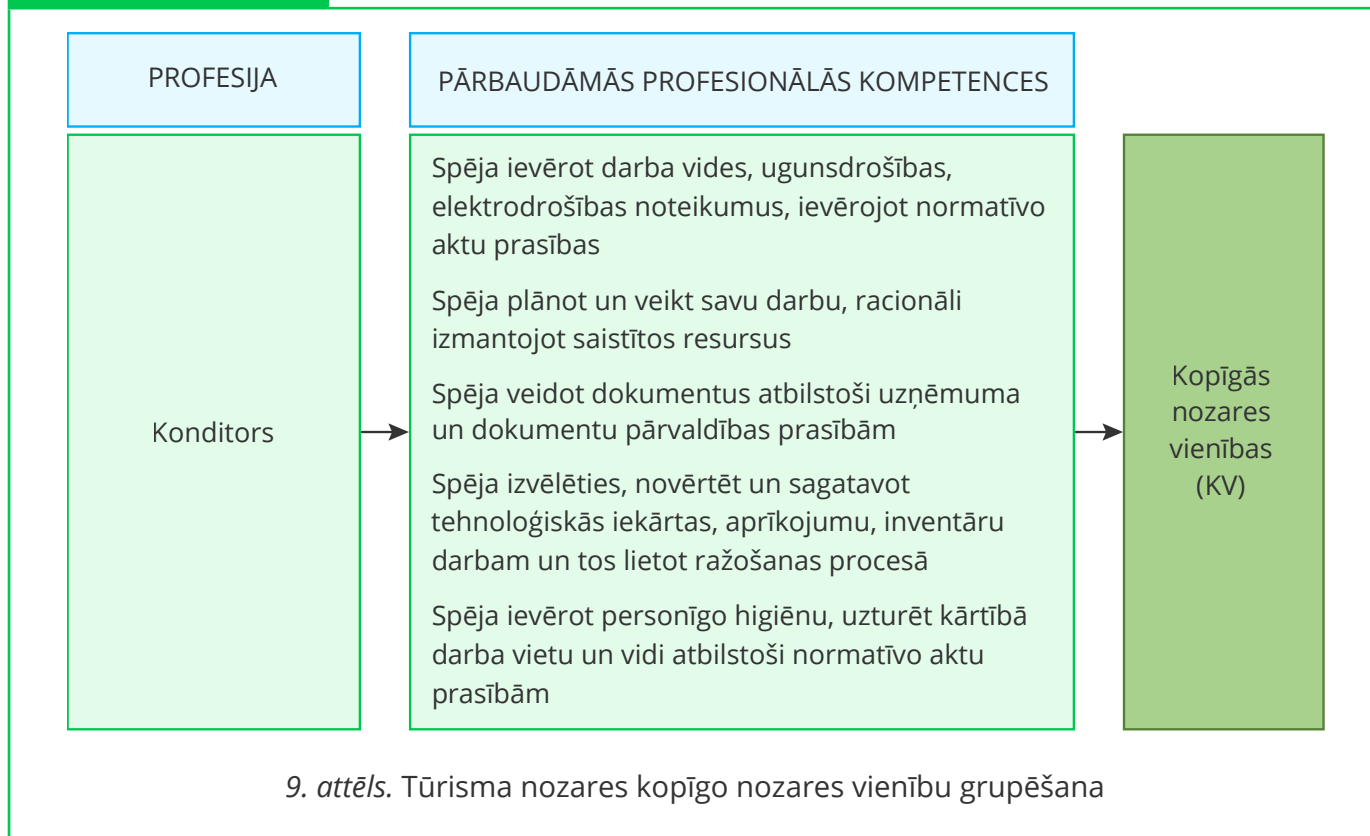 PROFESIJA
PĀRBAUDĀMĀS PROFESIONĀLĀS KOMPETENCES
Konditors
Spēja ievērot darba vides, ugunsdrošības,
elektrodrošības noteikumus, ievērojot normatīvo
aktu prasības
Spēja plānot un veikt savu darbu, racionāli
izmantojot saistītos resursus
Spēja veidot dokumentus atbilstoši uzņēmuma
un dokumentu pārvaldības prasībām
Spēja izvēlēties, novērtēt un sagatavot
tehnoloģiskās iekārtas, aprīkojumu, inventāru
darbam un tos lietot ražošanas procesā
Spēja ievērot personīgo higiēnu, uzturēt kārtībā
darba vietu un vidi atbilstoši normatīvo aktu
prasībām
Kopīgās
nozares
vienības
(KV)
9. attēls. Tūrisma nozares kopīgo nozares vienību grupēšana